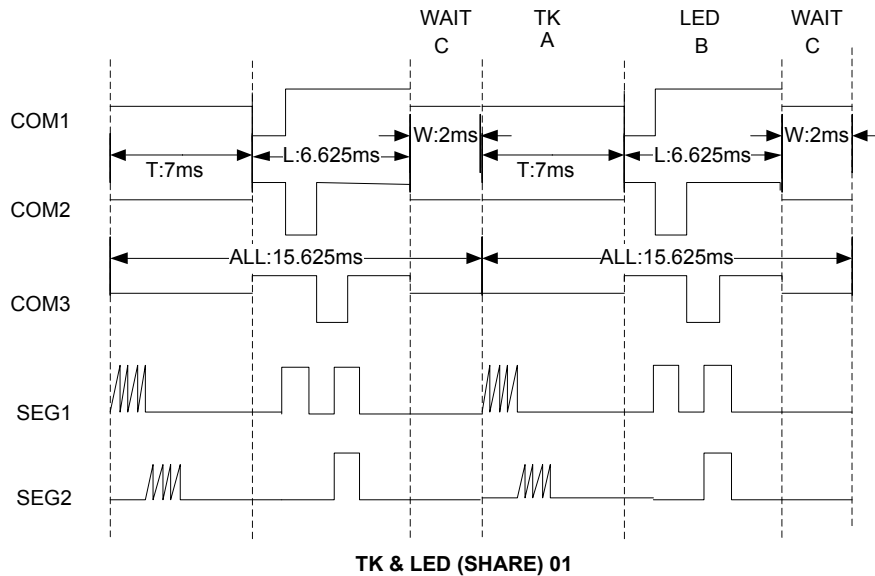 WAIT TK LED WAIT
C A B C
COM1
W:2ms W:2ms
L:6.625ms L:6.625ms
T:7ms T:7ms
COM2
ALL:15.625ms ALL:15.625ms
COM3
SEG1
SEG2
TK & LED (SHARE) 01